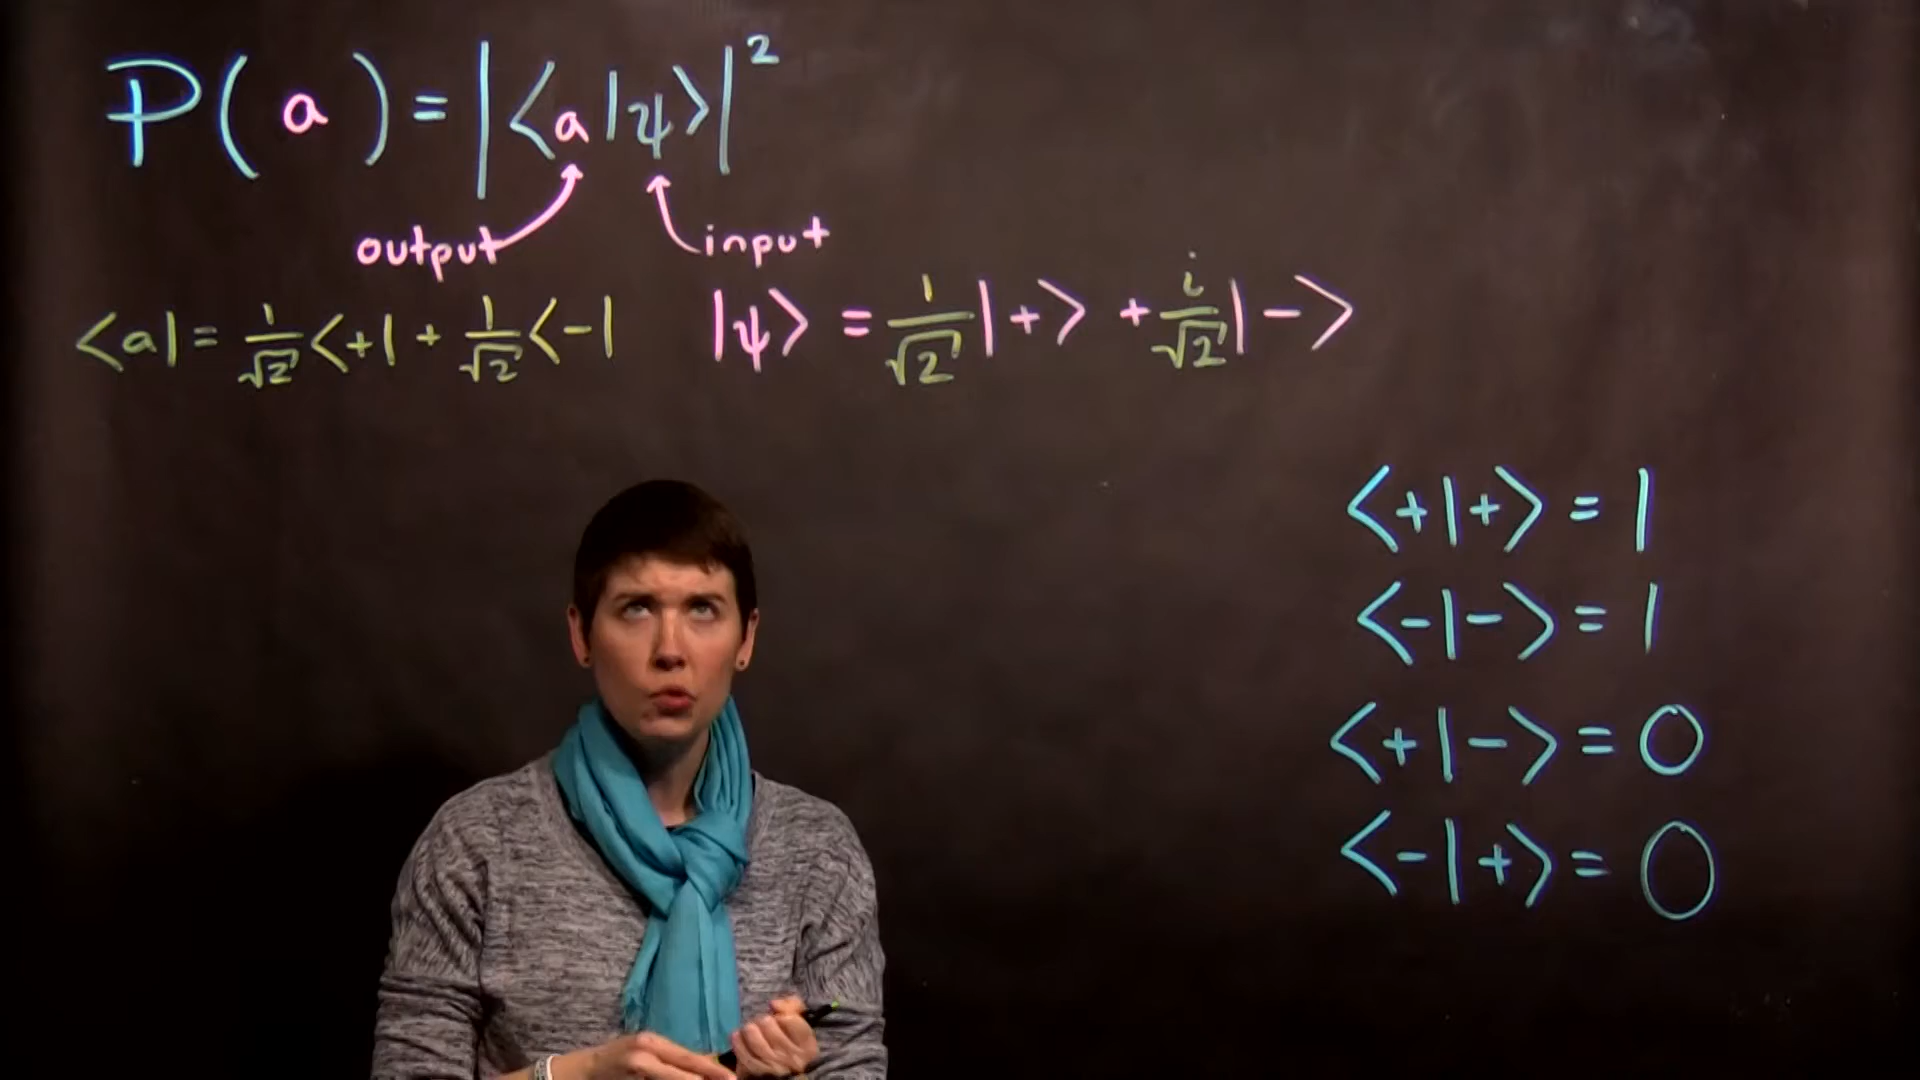 P(a) = |⟨a|ψ⟩|²
output input
⟨a| = 1/√2 ⟨+| + 1/√2 ⟨-| |ψ⟩ = 1/√2 |+⟩ + i/√2 |-⟩
⟨+|+⟩ = 1
⟨-|-⟩ = 1
⟨+|-⟩ = 0
⟨-|+⟩ = 0